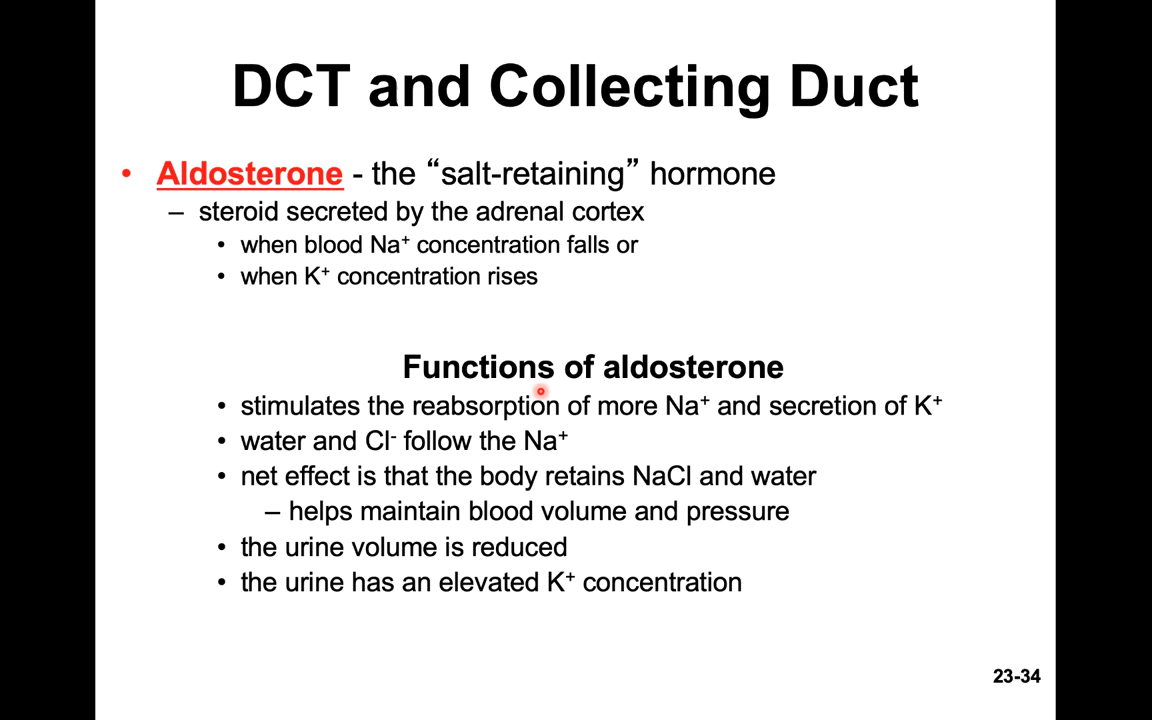 DCT and Collecting Duct
• Aldosterone - the “salt-retaining” hormone
– steroid secreted by the adrenal cortex
• when blood Na⁺ concentration falls or
• when K⁺ concentration rises
Functions of aldosterone
• stimulates the reabsorption of more Na⁺ and secretion of K⁺
• water and Cl⁻ follow the Na⁺
• net effect is that the body retains NaCl and water
– helps maintain blood volume and pressure
• the urine volume is reduced
• the urine has an elevated K⁺ concentration
23-34